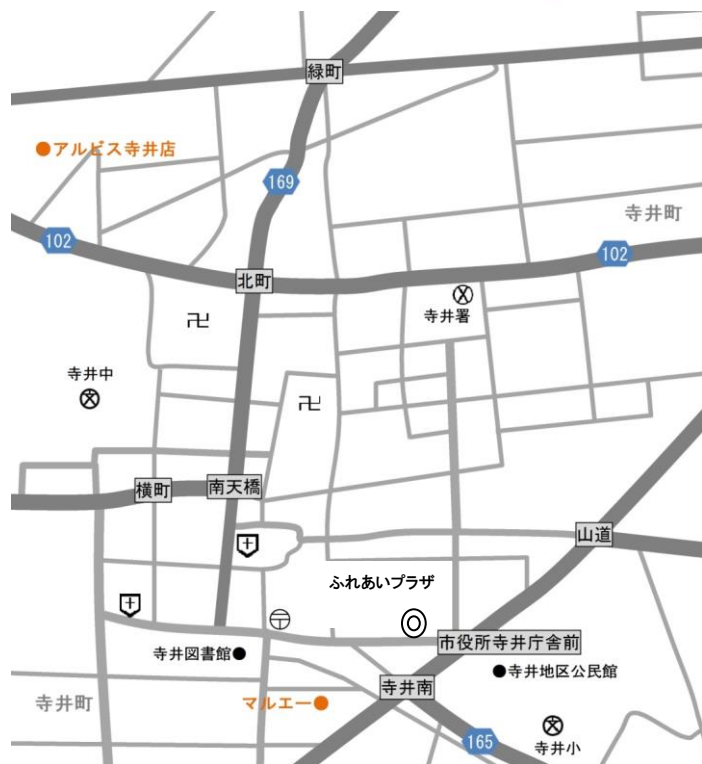 緑町
アルビス寺井店
169
寺井町
102
102
北町
寺井署
寺井中
横町
南天橋
山道
ふれあいプラザ
市役所寺井庁舎前
寺井図書館
寺井地区公民館
寺井南
寺井町
マルエー
165
寺井小